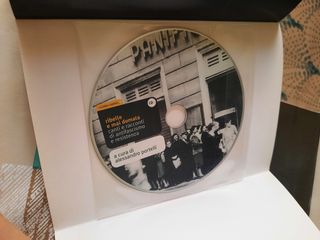 PANIFI
ribelle
e mai domata
canti e racconti
di antifascismo
e resistenza
a cura di
alessandro portelli